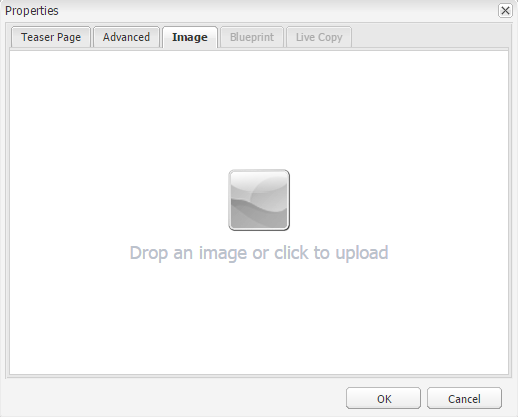 Properties
Teaser Page
Advanced
Image
Blueprint
Live Copy
Drop an image or click to upload
OK
Cancel